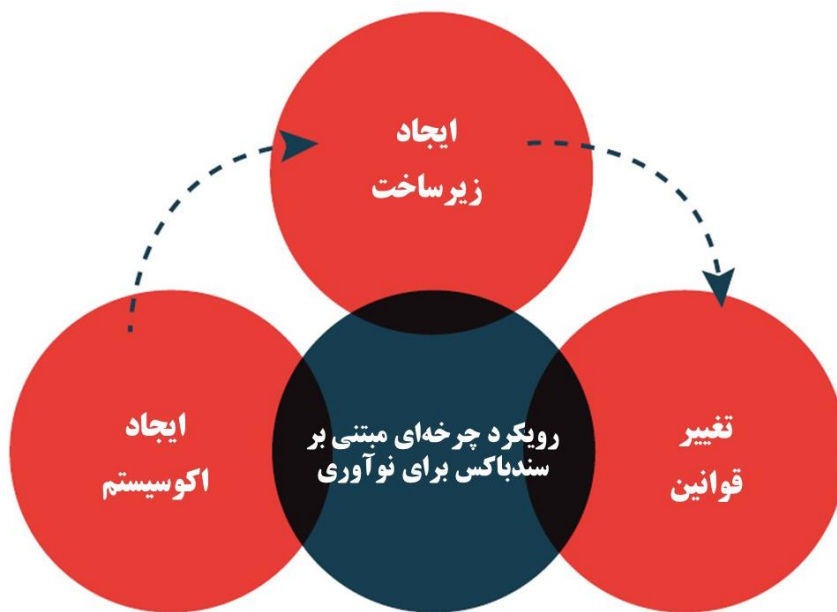 ایجاد
زیرساخت
ایجاد
اکوسیستم
رویکرد چرخه‌ای مبتنی بر
سندباکس برای نوآوری
تغییر
قوانین